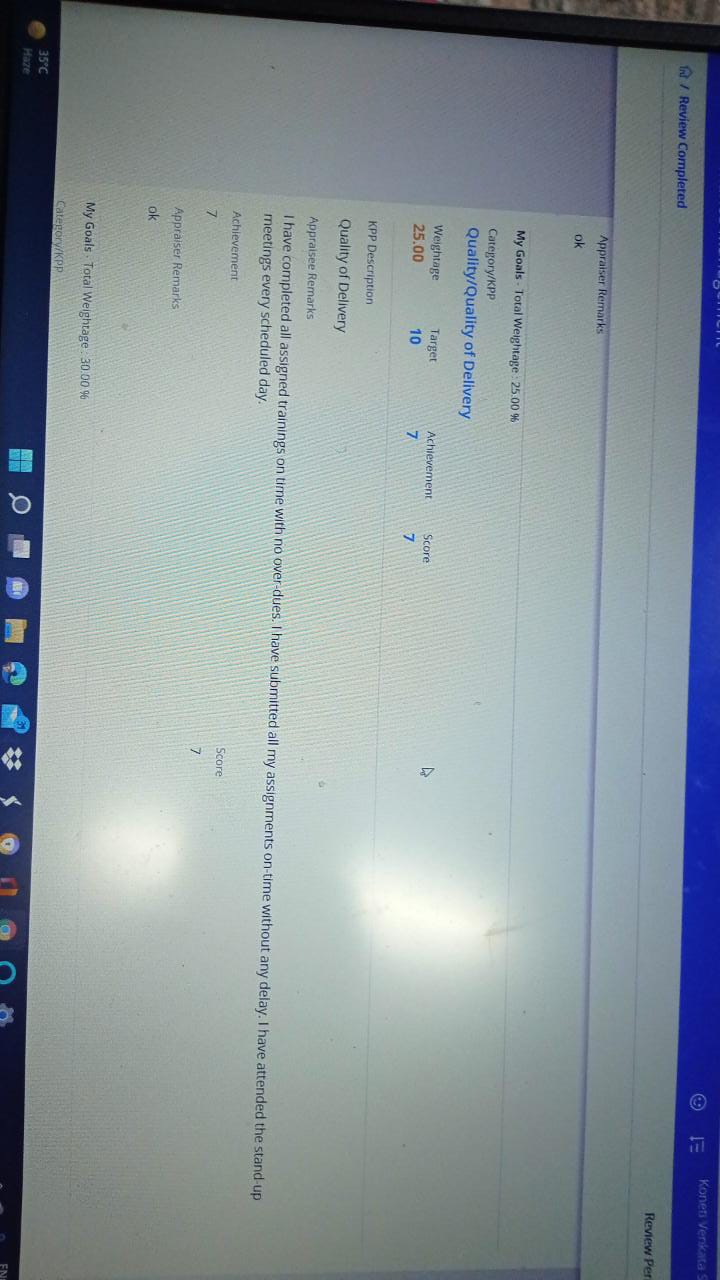 Management
Koneti Venkata S
/ Review Completed
Review Per
Appraiser Remarks
ok
My Goals - Total Weightage : 25.00 %
Category/KPP
Quality/Quality of Delivery
Weightage Target Achievement Score
25.00 10 7 7
KPP Description
Quality of Delivery
Appraisee Remarks
I have completed all assigned trainings on time with no over-dues. I have submitted all my assignments on-time without any delay. I have attended the stand-up
meetings every scheduled day.
Achievement Score
7 7
Appraiser Remarks
ok
My Goals - Total Weightage : 30.00 %
Category/KPP
35°C
Haze
EN